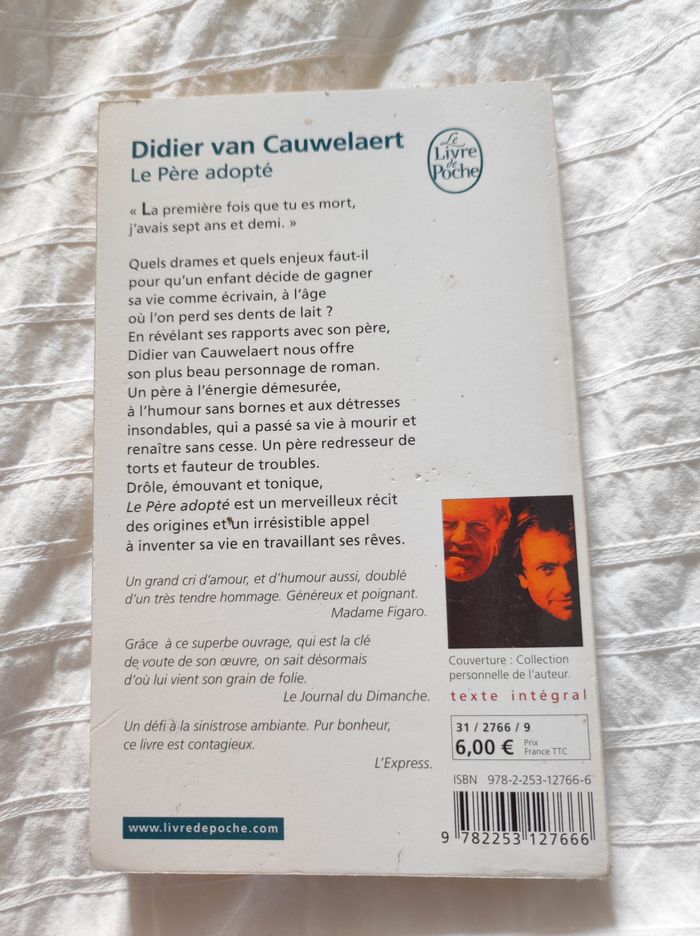 Didier van Cauwelaert
Le Père adopté
Le
Livre
de
Poche
« La première fois que tu es mort,
j'avais sept ans et demi. »
Quels drames et quels enjeux faut-il
pour qu'un enfant décide de gagner
sa vie comme écrivain, à l'âge
où l'on perd ses dents de lait ?
En révélant ses rapports avec son père,
Didier van Cauwelaert nous offre
son plus beau personnage de roman.
Un père à l'énergie démesurée,
à l'humour sans bornes et aux détresses
insondables, qui a passé sa vie à mourir et
renaître sans cesse. Un père redresseur de
torts et fauteur de troubles.
Drôle, émouvant et tonique,
Le Père adopté est un merveilleux récit
des origines et un irrésistible appel
à inventer sa vie en travaillant ses rêves.
Un grand cri d'amour, et d'humour aussi, doublé
d'un très tendre hommage. Généreux et poignant.
Madame Figaro.
Grâce à ce superbe ouvrage, qui est la clé
de voute de son œuvre, on sait désormais
d'où lui vient son grain de folie.
Le Journal du Dimanche.
Un défi à la sinistrose ambiante. Pur bonheur,
ce livre est contagieux.
L'Express.
www.livredepoche.com
Couverture : Collection
personnelle de l'auteur.
texte intégral
31 / 2766 / 9
6,00 € Prix
France TTC
ISBN 978-2-253-12766-6
9 782253 127666